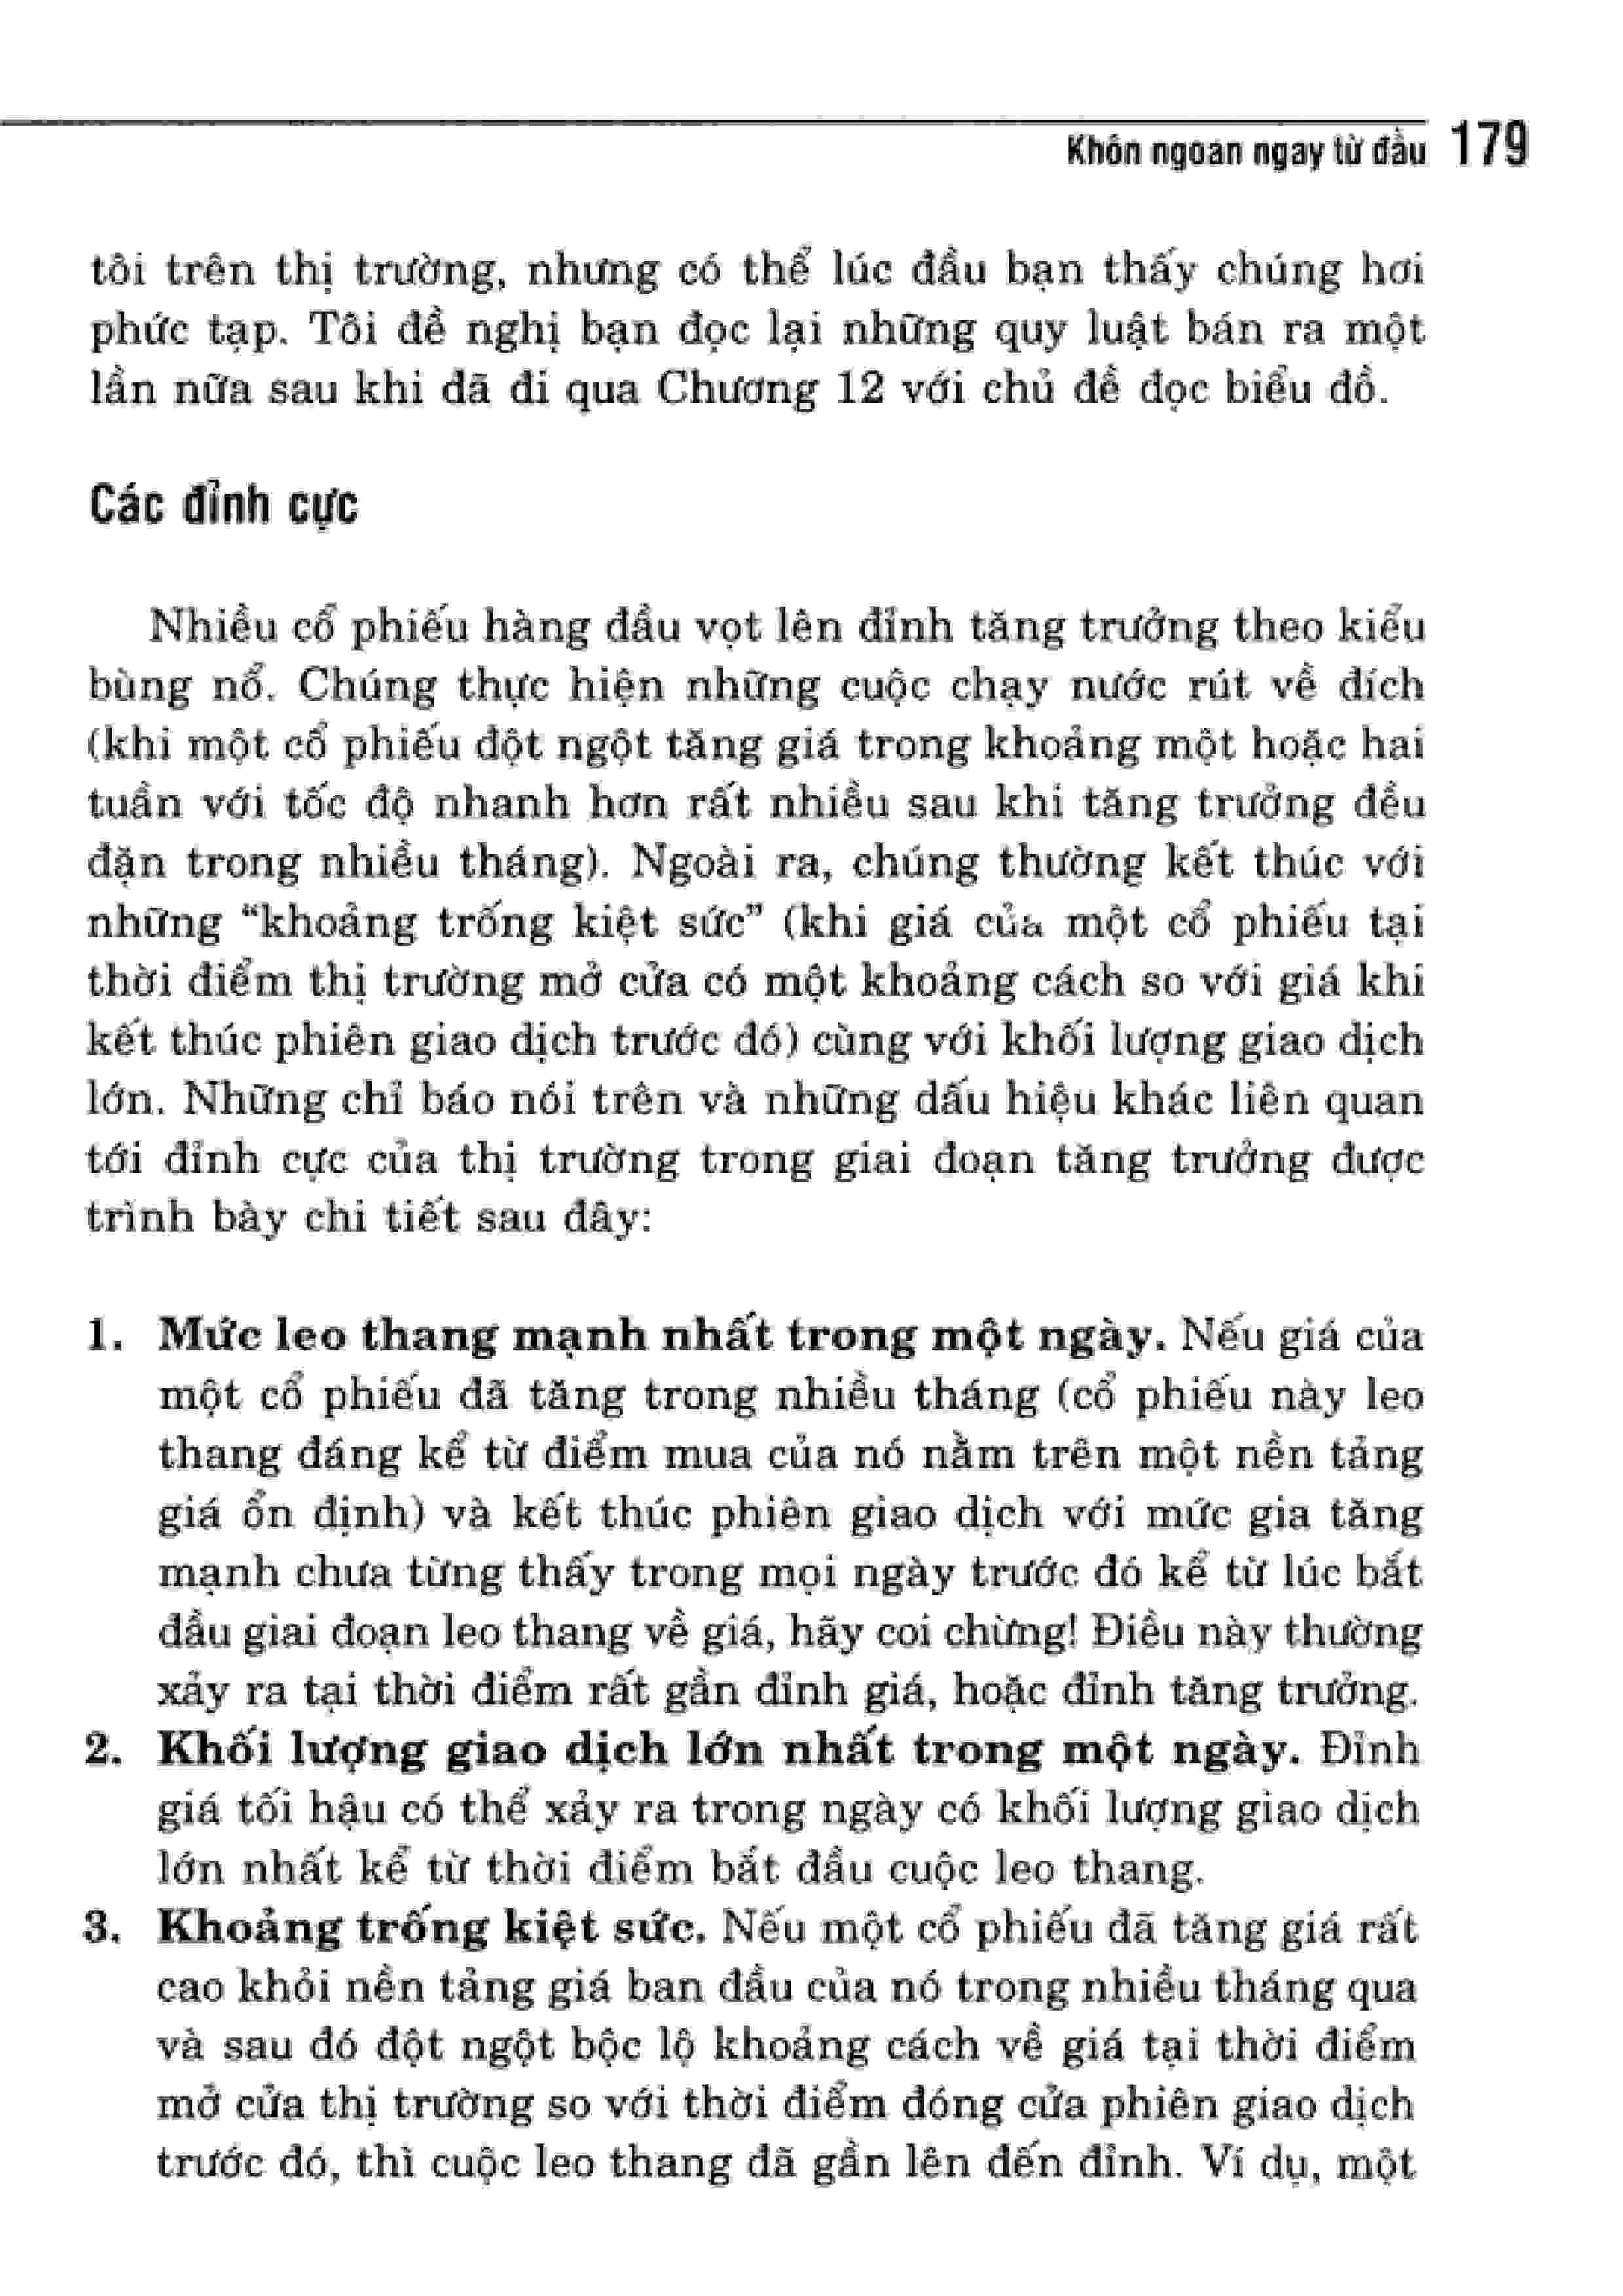 Khôn ngoan ngay từ đầu 179
tôi trên thị trường, nhưng có thể lúc đầu bạn thấy chúng hơi
phức tạp. Tôi đề nghị bạn đọc lại những quy luật bán ra một
lần nữa sau khi đã đi qua Chương 12 với chủ đề đọc biểu đồ.
Các đỉnh cực
Nhiều cổ phiếu hàng đầu vọt lên đỉnh tăng trưởng theo kiểu
bùng nổ. Chúng thực hiện những cuộc chạy nước rút về đích
(khi một cổ phiếu đột ngột tăng giá trong khoảng một hoặc hai
tuần với tốc độ nhanh hơn rất nhiều sau khi tăng trưởng đều
đặn trong nhiều tháng). Ngoài ra, chúng thường kết thúc với
những “khoảng trống kiệt sức” (khi giá của một cổ phiếu tại
thời điểm thị trường mở cửa có một khoảng cách so với giá khi
kết thúc phiên giao dịch trước đó) cùng với khối lượng giao dịch
lớn. Những chỉ báo nói trên và những dấu hiệu khác liên quan
tới đỉnh cực của thị trường trong giai đoạn tăng trưởng được
trình bày chi tiết sau đây:
1. Mức leo thang mạnh nhất trong một ngày. Nếu giá của
một cổ phiếu đã tăng trong nhiều tháng (cổ phiếu này leo
thang đáng kể từ điểm mua của nó nằm trên một nền tảng
giá ổn định) và kết thúc phiên giao dịch với mức gia tăng
mạnh chưa từng thấy trong mọi ngày trước đó kể từ lúc bắt
đầu giai đoạn leo thang về giá, hãy coi chừng! Điều này thường
xảy ra tại thời điểm rất gần đỉnh giá, hoặc đỉnh tăng trưởng.
2. Khối lượng giao dịch lớn nhất trong một ngày. Đỉnh
giá tối hậu có thể xảy ra trong ngày có khối lượng giao dịch
lớn nhất kể từ thời điểm bắt đầu cuộc leo thang.
3. Khoảng trống kiệt sức. Nếu một cổ phiếu đã tăng giá rất
cao khỏi nền tảng giá ban đầu của nó trong nhiều tháng qua
và sau đó đột ngột bộc lộ khoảng cách về giá tại thời điểm
mở cửa thị trường so với thời điểm đóng cửa phiên giao dịch
trước đó, thì cuộc leo thang đã gần lên đến đỉnh. Ví dụ, một